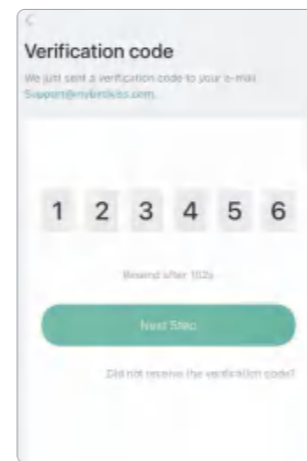 Verification code
We just sent a verification code to your e-mail
1 2 3 4 5 6
Resend after 102s
Next Step
Did not receive the verification code?